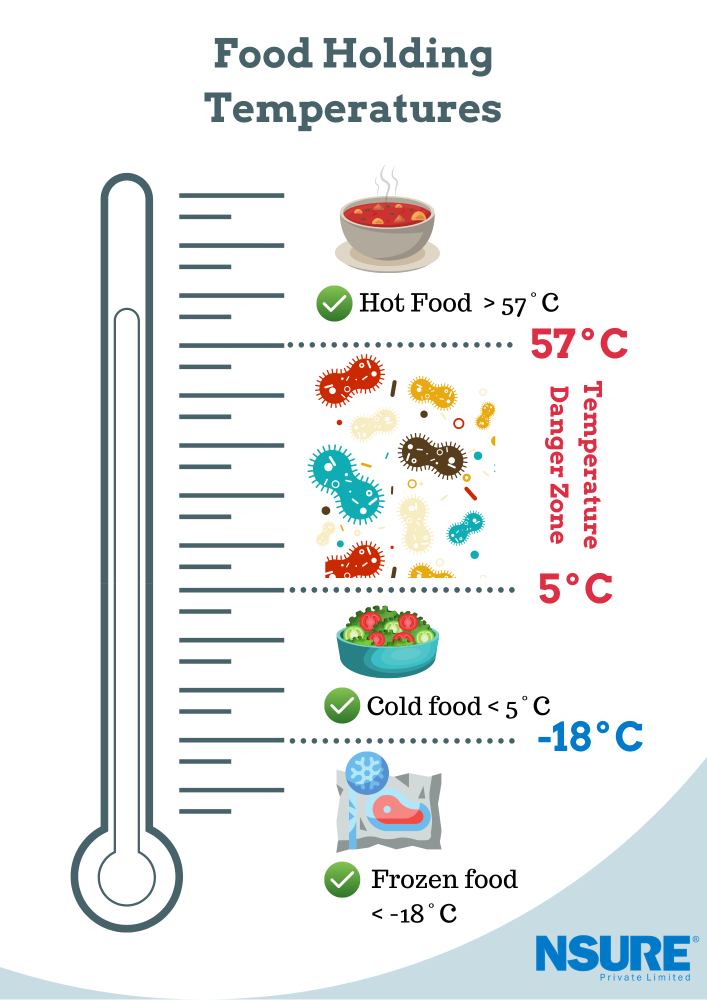 Food Holding
Temperatures
Hot Food > 57°C
57°C
Temperature
Danger Zone
5°C
Cold food < 5°C
-18°C
Frozen food
< -18°C
NSURE®
Private Limited